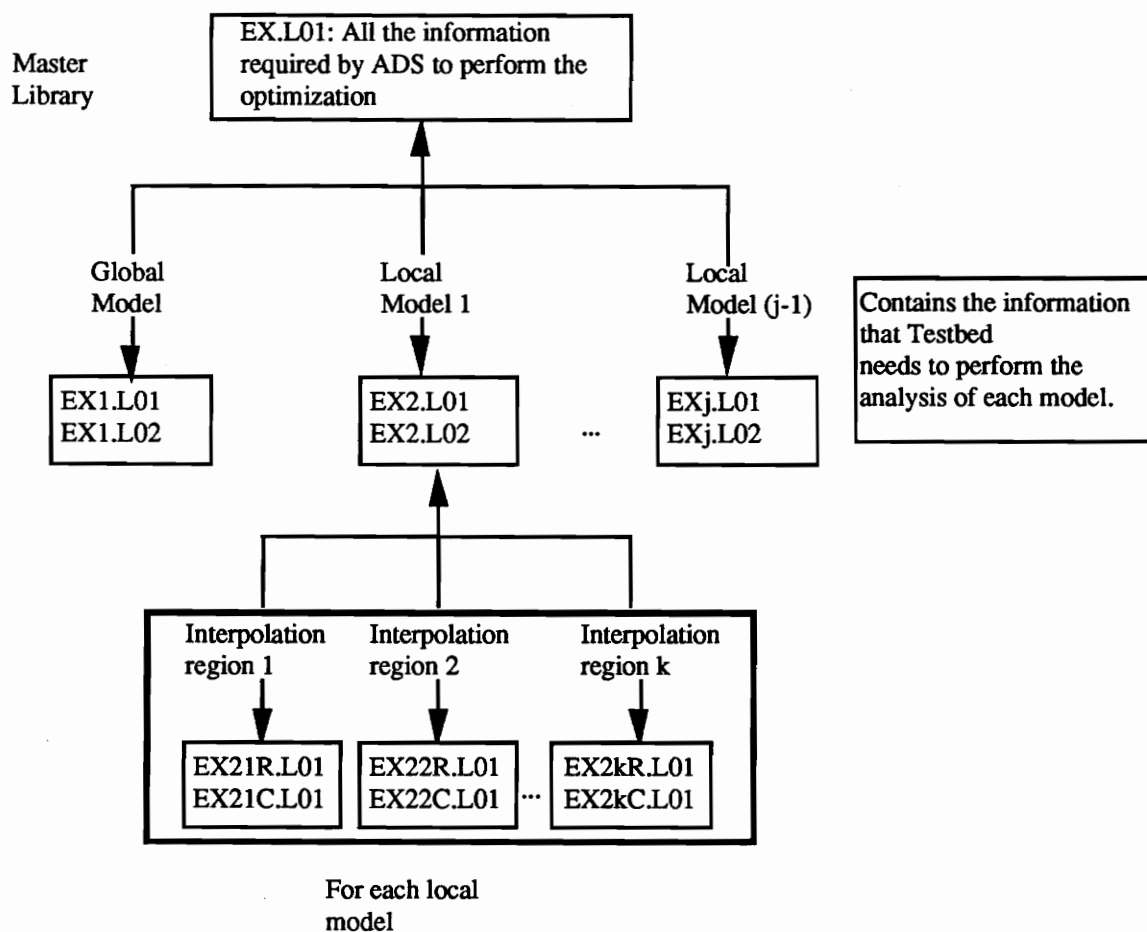 EX.L01: All the information
required by ADS to perform the
optimization
Master
Library
Global
Model
Local
Model 1
Local
Model (j-1)
EX1.L01
EX1.L02
EX2.L01
EX2.L02
...
EXj.L01
EXj.L02
Contains the information
that Testbed
needs to perform the
analysis of each model.
Interpolation
region 1
Interpolation
region 2
Interpolation
region k
EX21R.L01
EX21C.L01
EX22R.L01
EX22C.L01
...
EX2kR.L01
EX2kC.L01
For each local
model